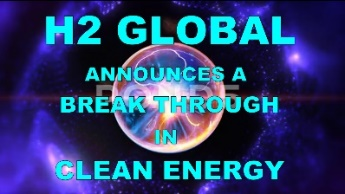 H2 GLOBAL
ANNOUNCES A
BREAK THROUGH
IN
CLEAN ENERGY